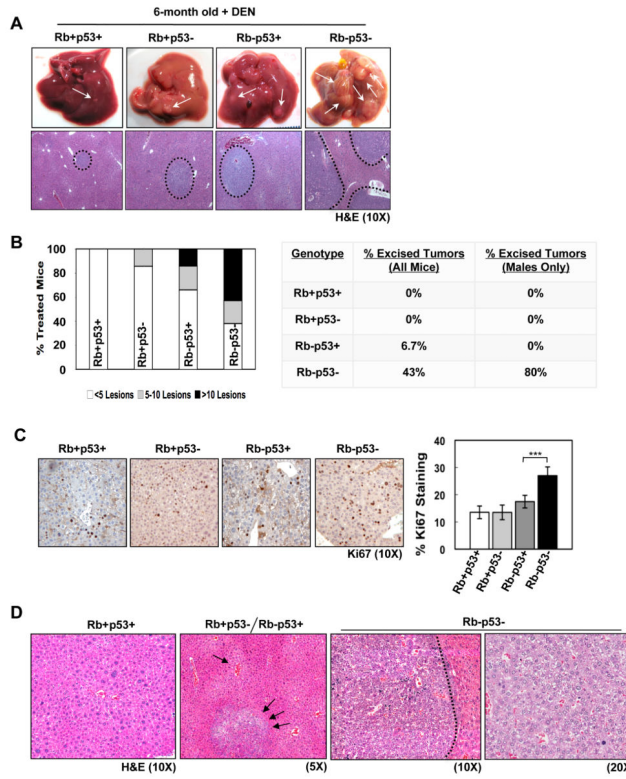 6-month old + DEN
A
Rb+p53+ Rb+p53- Rb-p53+ Rb-p53-
H&E (10X)
B
% Treated Mice
100
80
60
40
20
0
Rb+p53+ Rb+p53- Rb-p53+ Rb-p53-
<5 Lesions 5-10 Lesions >10 Lesions
Genotype % Excised Tumors (All Mice) % Excised Tumors (Males Only)
Rb+p53+ 0% 0%
Rb+p53- 0% 0%
Rb-p53+ 6.7% 0%
Rb-p53- 43% 80%
C
Rb+p53+ Rb+p53- Rb-p53+ Rb-p53-
Ki67 (10X)
% Ki67 Staining
40
30
20
10
0
***
Rb+p53+ Rb+p53- Rb-p53+ Rb-p53-
D
Rb+p53+ Rb+p53-/Rb-p53+ Rb-p53-
H&E (10X) (5X) (10X) (20X)